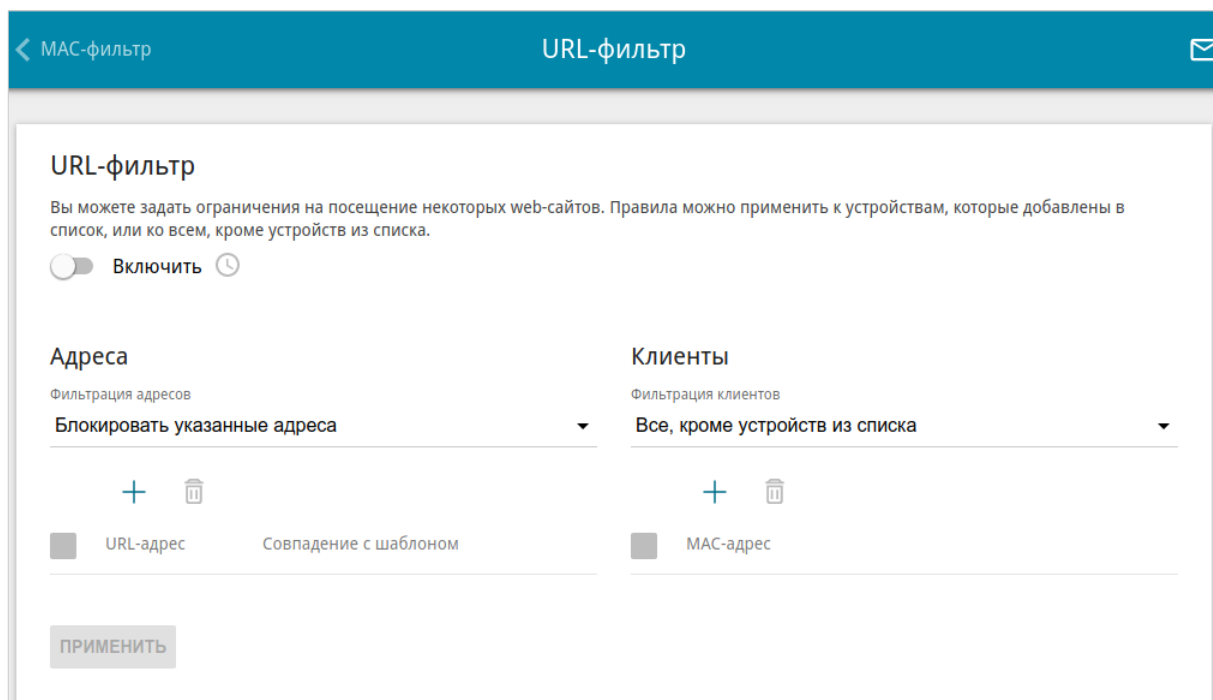 МАС-фильтр
URL-фильтр
URL-фильтр
Вы можете задать ограничения на посещение некоторых web-сайтов. Правила можно применить к устройствам, которые добавлены в
список, или ко всем, кроме устройств из списка.
Включить
Адреса
Фильтрация адресов
Блокировать указанные адреса
URL-адрес Совпадение с шаблоном
Клиенты
Фильтрация клиентов
Все, кроме устройств из списка
МАС-адрес
ПРИМЕНИТЬ